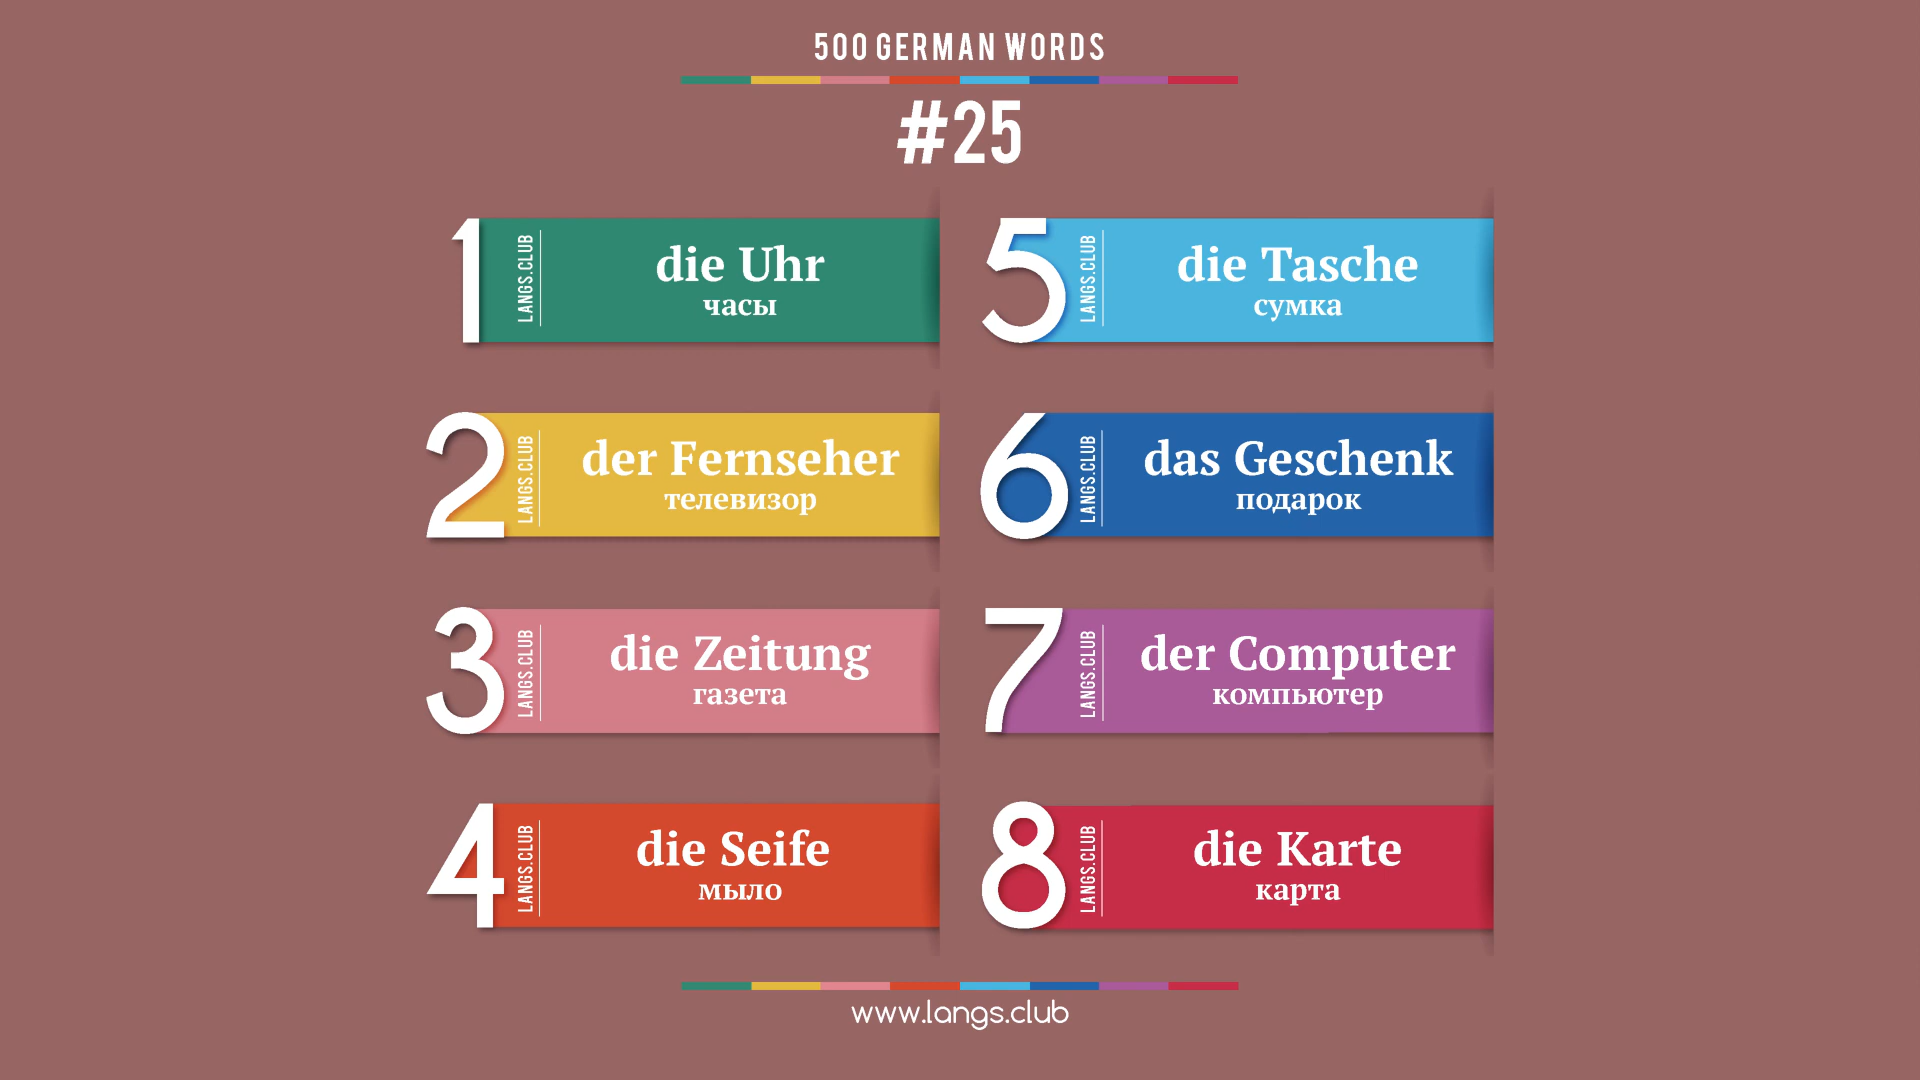 500 GERMAN WORDS
#25
1
LANGS.CLUB
die Uhr
часы
2
LANGS.CLUB
der Fernseher
телевизор
3
LANGS.CLUB
die Zeitung
газета
4
LANGS.CLUB
die Seife
мыло
5
LANGS.CLUB
die Tasche
сумка
6
LANGS.CLUB
das Geschenk
подарок
7
LANGS.CLUB
der Computer
компьютер
8
LANGS.CLUB
die Karte
карта
www.langs.club